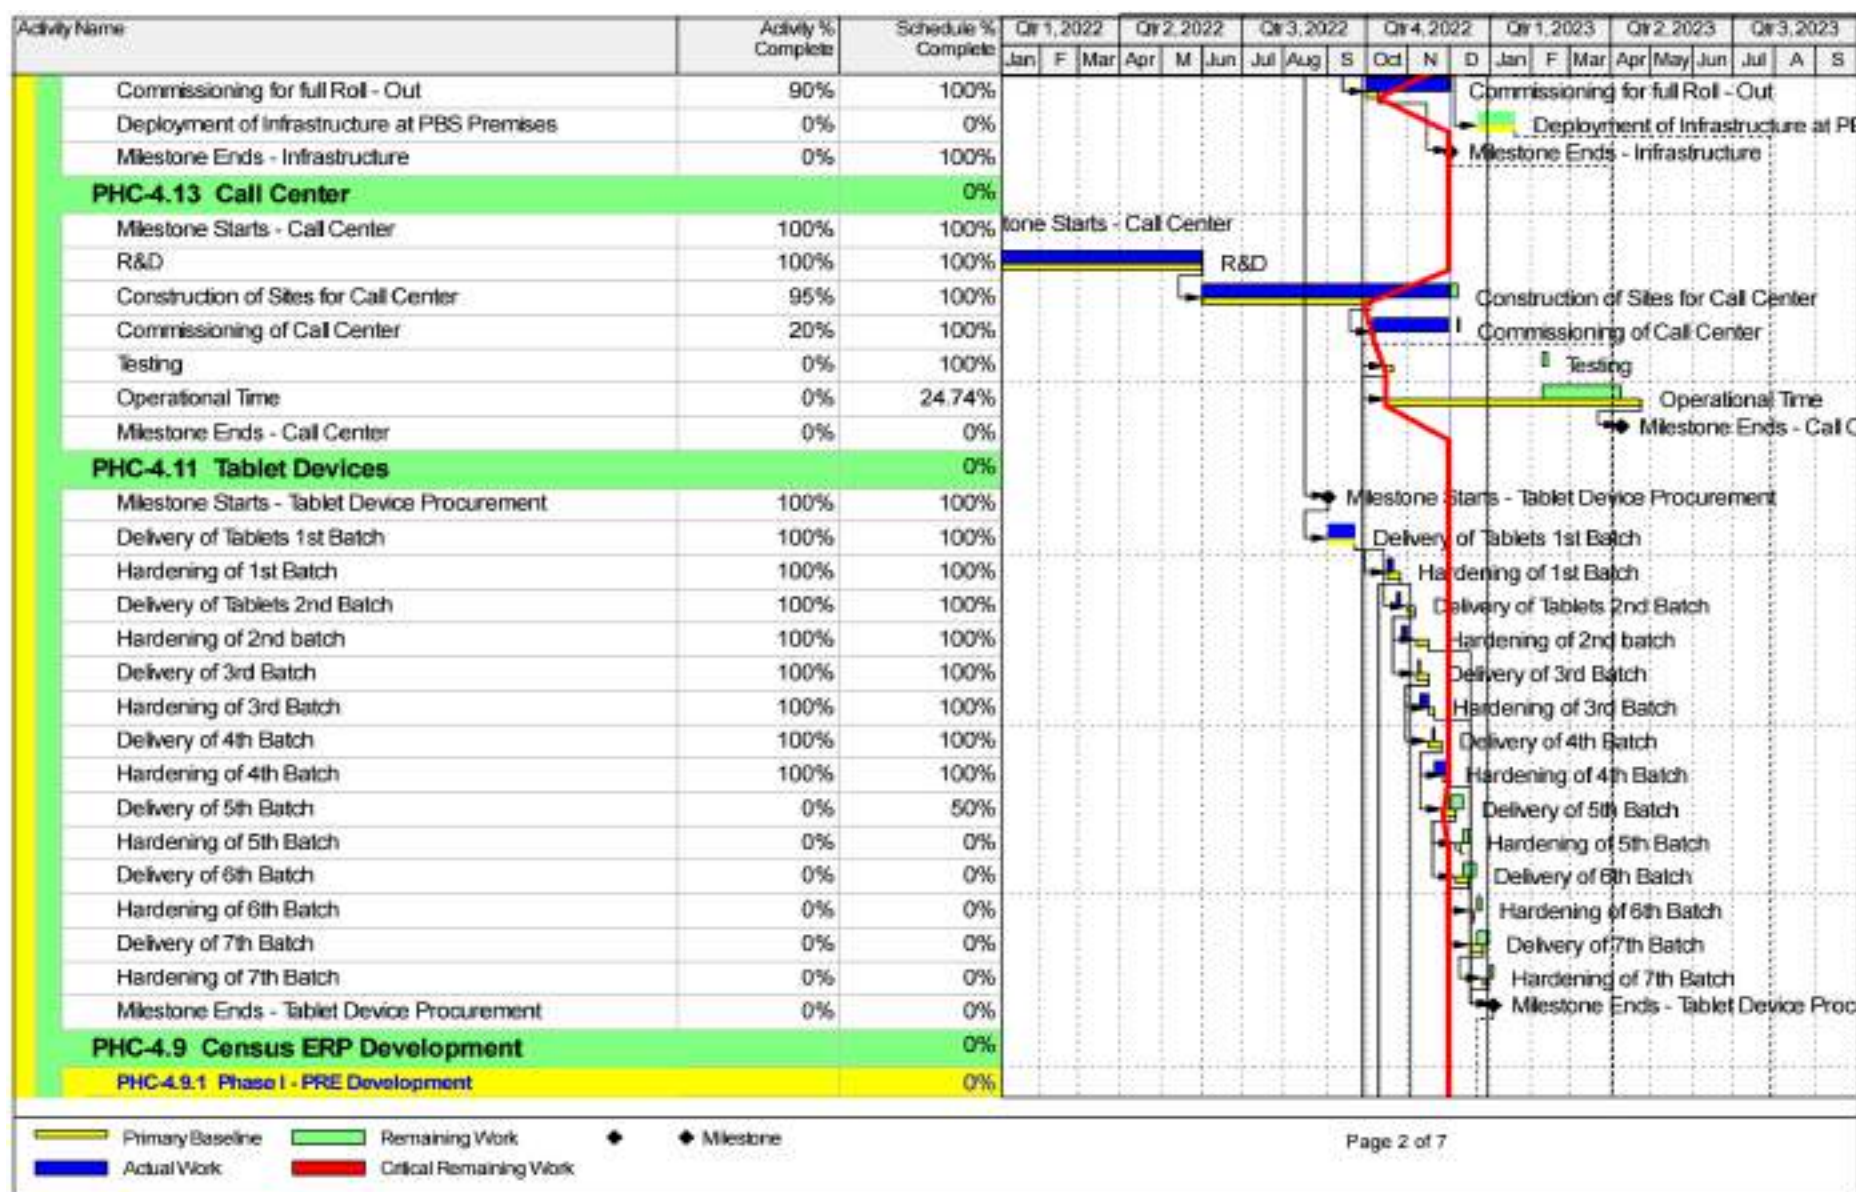 Activity Name Activity % Complete Schedule % Complete Qtr 1, 2022 Qtr 2, 2022 Qtr 3, 2022 Qtr 4, 2022 Qtr 1, 2023 Qtr 2, 2023 Qtr 3, 2023
Jan F Mar Apr M Jun Jul Aug S Oct N D Jan F Mar Apr May Jun Jul A S
Commissioning for full Roll - Out 90% 100% Commissioning for full Roll - Out
Deployment of Infrastructure at PBS Premises 0% 0% Deployment of Infrastructure at PB
Milestone Ends - Infrastructure 0% 100% Milestone Ends - Infrastructure
PHC-4.13 Call Center 0%
Milestone Starts - Call Center 100% 100% tone Starts - Call Center
R&D 100% 100% R&D
Construction of Sites for Call Center 95% 100% Construction of Sites for Call Center
Commissioning of Call Center 20% 100% Commissioning of Call Center
Testing 0% 100% Testing
Operational Time 0% 24.74% Operational Time
Milestone Ends - Call Center 0% 0% Milestone Ends - Call C
PHC-4.11 Tablet Devices 0%
Milestone Starts - Tablet Device Procurement 100% 100% Milestone Starts - Tablet Device Procurement
Delivery of Tablets 1st Batch 100% 100% Delivery of Tablets 1st Batch
Hardening of 1st Batch 100% 100% Hardening of 1st Batch
Delivery of Tablets 2nd Batch 100% 100% Delivery of Tablets 2nd Batch
Hardening of 2nd batch 100% 100% Hardening of 2nd batch
Delivery of 3rd Batch 100% 100% Delivery of 3rd Batch
Hardening of 3rd Batch 100% 100% Hardening of 3rd Batch
Delivery of 4th Batch 100% 100% Delivery of 4th Batch
Hardening of 4th Batch 100% 100% Hardening of 4th Batch
Delivery of 5th Batch 0% 50% Delivery of 5th Batch
Hardening of 5th Batch 0% 0% Hardening of 5th Batch
Delivery of 6th Batch 0% 0% Delivery of 6th Batch
Hardening of 6th Batch 0% 0% Hardening of 6th Batch
Delivery of 7th Batch 0% 0% Delivery of 7th Batch
Hardening of 7th Batch 0% 0% Hardening of 7th Batch
Milestone Ends - Tablet Device Procurement 0% 0% Milestone Ends - Tablet Device Proc
PHC-4.9 Census ERP Development 0%
PHC-4.9.1 Phase I - PRE Development 0%
Primary Baseline Remaining Work Milestone Page 2 of 7
Actual Work Critical Remaining Work